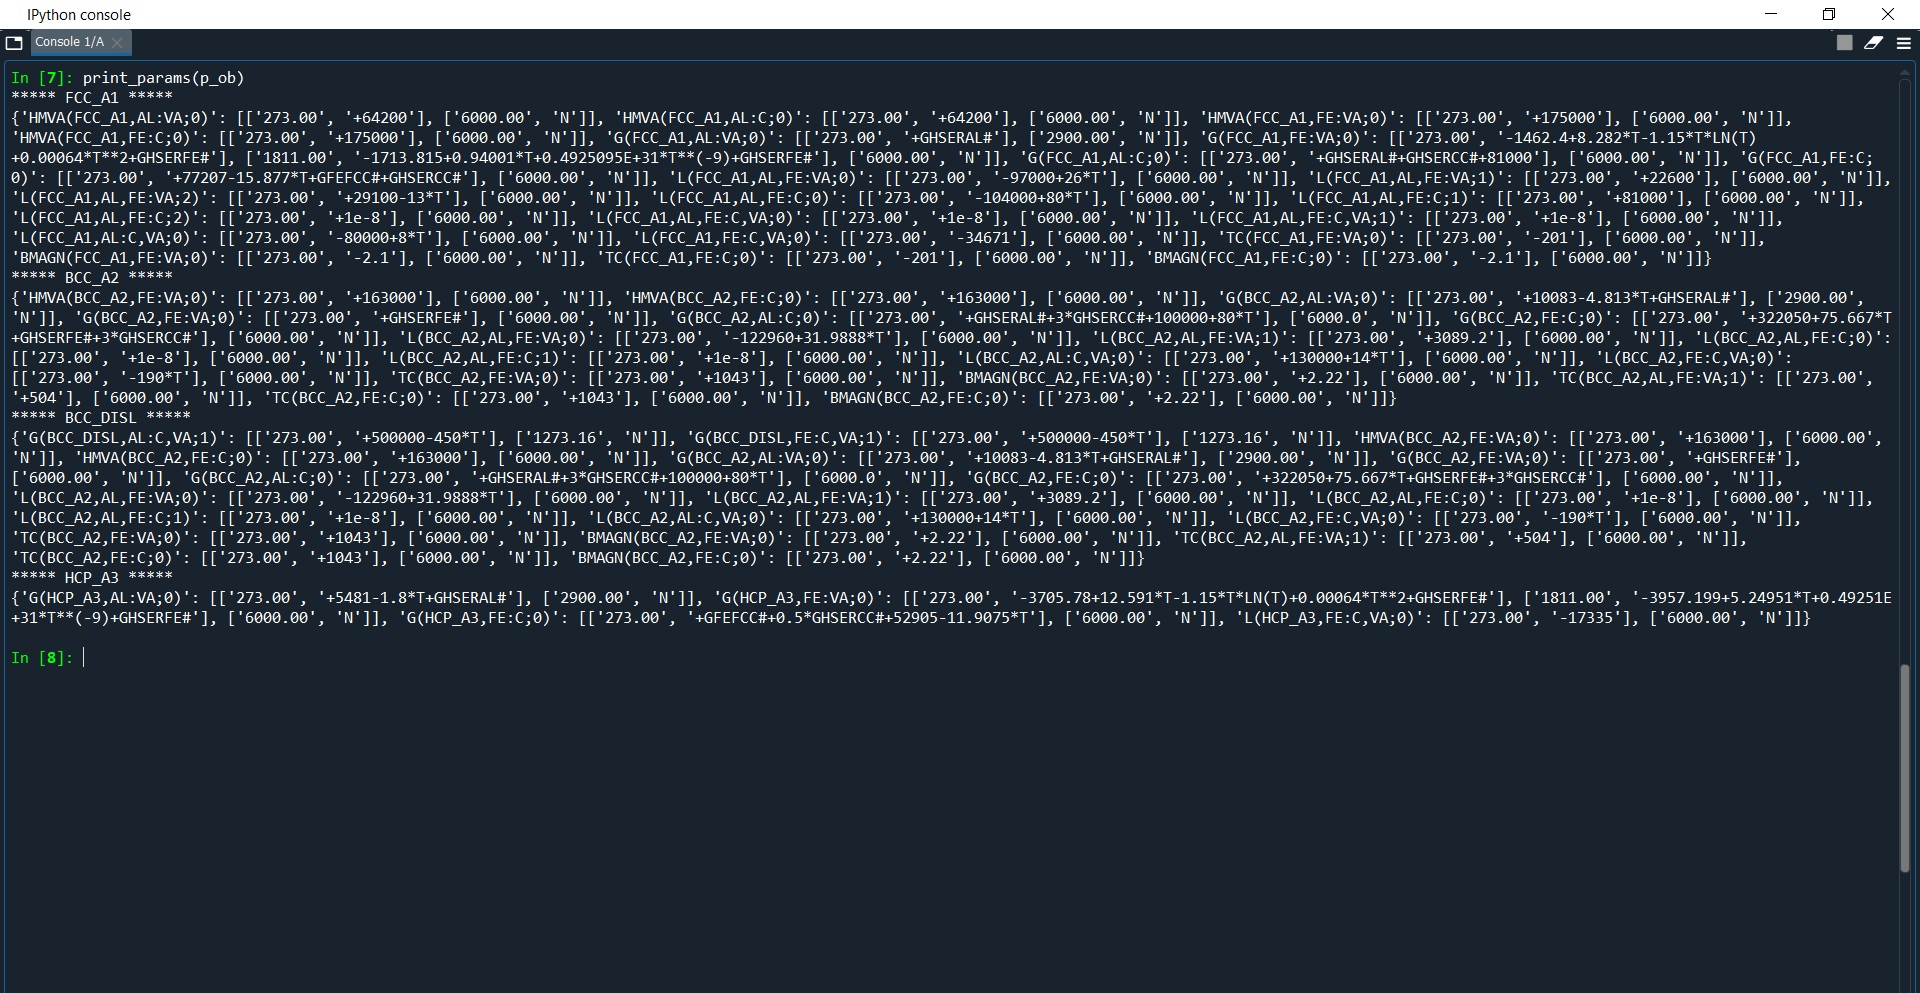 IPython console
Console 1/A
In [7]: print_params(p_ob)
***** FCC_A1 *****
{'HMVA(FCC_A1,AL:VA;0)': [['273.00', '+64200'], ['6000.00', 'N']], 'HMVA(FCC_A1,AL:C;0)': [['273.00', '+64200'], ['6000.00', 'N']], 'HMVA(FCC_A1,FE:VA;0)': [['273.00', '+175000'], ['6000.00', 'N']],
'HMVA(FCC_A1,FE:C;0)': [['273.00', '+175000'], ['6000.00', 'N']], 'G(FCC_A1,AL:VA;0)': [['273.00', '+GHSERAL#'], ['2900.00', 'N']], 'G(FCC_A1,FE:VA;0)': [['273.00', '-1462.4+8.282*T-1.15*T*LN(T)
+0.00064*T**2+GHSERFE#'], ['1811.00', '-1713.815+0.94001*T+0.4925095E+31*T**(-9)+GHSERFE#'], ['6000.00', 'N']], 'G(FCC_A1,AL:C;0)': [['273.00', '+GHSERAL#+GHSERCC#+81000'], ['6000.00', 'N']], 'G(FCC_A1,FE:C;
0)': [['273.00', '+77207-15.877*T+GFEFCC#+GHSERCC#'], ['6000.00', 'N']], 'L(FCC_A1,AL,FE:VA;0)': [['273.00', '-97000+26*T'], ['6000.00', 'N']], 'L(FCC_A1,AL,FE:VA;1)': [['273.00', '+22600'], ['6000.00', 'N']],
'L(FCC_A1,AL,FE:VA;2)': [['273.00', '+29100-13*T'], ['6000.00', 'N']], 'L(FCC_A1,AL,FE:C;0)': [['273.00', '-104000+80*T'], ['6000.00', 'N']], 'L(FCC_A1,AL,FE:C;1)': [['273.00', '+81000'], ['6000.00', 'N']],
'L(FCC_A1,AL,FE:C;2)': [['273.00', '+1e-8'], ['6000.00', 'N']], 'L(FCC_A1,AL,FE:C,VA;0)': [['273.00', '+1e-8'], ['6000.00', 'N']], 'L(FCC_A1,AL,FE:C,VA;1)': [['273.00', '+1e-8'], ['6000.00', 'N']],
'L(FCC_A1,AL:C,VA;0)': [['273.00', '-80000+8*T'], ['6000.00', 'N']], 'L(FCC_A1,FE:C,VA;0)': [['273.00', '-34671'], ['6000.00', 'N']], 'TC(FCC_A1,FE:VA;0)': [['273.00', '-201'], ['6000.00', 'N']],
'BMAGN(FCC_A1,FE:VA;0)': [['273.00', '-2.1'], ['6000.00', 'N']], 'TC(FCC_A1,FE:C;0)': [['273.00', '-201'], ['6000.00', 'N']], 'BMAGN(FCC_A1,FE:C;0)': [['273.00', '-2.1'], ['6000.00', 'N']]}
***** BCC_A2 *****
{'HMVA(BCC_A2,FE:VA;0)': [['273.00', '+163000'], ['6000.00', 'N']], 'HMVA(BCC_A2,FE:C;0)': [['273.00', '+163000'], ['6000.00', 'N']], 'G(BCC_A2,AL:VA;0)': [['273.00', '+10083-4.813*T+GHSERAL#'], ['2900.00',
'N']], 'G(BCC_A2,FE:VA;0)': [['273.00', '+GHSERFE#'], ['6000.00', 'N']], 'G(BCC_A2,AL:C;0)': [['273.00', '+GHSERAL#+3*GHSERCC#+100000+80*T'], ['6000.0', 'N']], 'G(BCC_A2,FE:C;0)': [['273.00', '+322050+75.667*T
+GHSERFE#+3*GHSERCC#'], ['6000.00', 'N']], 'L(BCC_A2,AL,FE:VA;0)': [['273.00', '-122960+31.9888*T'], ['6000.00', 'N']], 'L(BCC_A2,AL,FE:VA;1)': [['273.00', '+3089.2'], ['6000.00', 'N']], 'L(BCC_A2,AL,FE:C;0)':
[['273.00', '+1e-8'], ['6000.00', 'N']], 'L(BCC_A2,AL,FE:C;1)': [['273.00', '+1e-8'], ['6000.00', 'N']], 'L(BCC_A2,AL:C,VA;0)': [['273.00', '+130000+14*T'], ['6000.00', 'N']], 'L(BCC_A2,FE:C,VA;0)':
[['273.00', '-190*T'], ['6000.00', 'N']], 'TC(BCC_A2,FE:VA;0)': [['273.00', '+1043'], ['6000.00', 'N']], 'BMAGN(BCC_A2,FE:VA;0)': [['273.00', '+2.22'], ['6000.00', 'N']], 'TC(BCC_A2,AL,FE:VA;1)': [['273.00',
'+504'], ['6000.00', 'N']], 'TC(BCC_A2,FE:C;0)': [['273.00', '+1043'], ['6000.00', 'N']], 'BMAGN(BCC_A2,FE:C;0)': [['273.00', '+2.22'], ['6000.00', 'N']]}
***** BCC_DISL *****
{'G(BCC_DISL,AL:C,VA;1)': [['273.00', '+500000-450*T'], ['1273.16', 'N']], 'G(BCC_DISL,FE:C,VA;1)': [['273.00', '+500000-450*T'], ['1273.16', 'N']], 'HMVA(BCC_A2,FE:VA;0)': [['273.00', '+163000'], ['6000.00',
'N']], 'HMVA(BCC_A2,FE:C;0)': [['273.00', '+163000'], ['6000.00', 'N']], 'G(BCC_A2,AL:VA;0)': [['273.00', '+10083-4.813*T+GHSERAL#'], ['2900.00', 'N']], 'G(BCC_A2,FE:VA;0)': [['273.00', '+GHSERFE#'],
['6000.00', 'N']], 'G(BCC_A2,AL:C;0)': [['273.00', '+GHSERAL#+3*GHSERCC#+100000+80*T'], ['6000.0', 'N']], 'G(BCC_A2,FE:C;0)': [['273.00', '+322050+75.667*T+GHSERFE#+3*GHSERCC#'], ['6000.00', 'N']],
'L(BCC_A2,AL,FE:VA;0)': [['273.00', '-122960+31.9888*T'], ['6000.00', 'N']], 'L(BCC_A2,AL,FE:VA;1)': [['273.00', '+3089.2'], ['6000.00', 'N']], 'L(BCC_A2,AL,FE:C;0)': [['273.00', '+1e-8'], ['6000.00', 'N']],
'L(BCC_A2,AL,FE:C;1)': [['273.00', '+1e-8'], ['6000.00', 'N']], 'L(BCC_A2,AL:C,VA;0)': [['273.00', '+130000+14*T'], ['6000.00', 'N']], 'L(BCC_A2,FE:C,VA;0)': [['273.00', '-190*T'], ['6000.00', 'N']],
'TC(BCC_A2,FE:VA;0)': [['273.00', '+1043'], ['6000.00', 'N']], 'BMAGN(BCC_A2,FE:VA;0)': [['273.00', '+2.22'], ['6000.00', 'N']], 'TC(BCC_A2,AL,FE:VA;1)': [['273.00', '+504'], ['6000.00', 'N']],
'TC(BCC_A2,FE:C;0)': [['273.00', '+1043'], ['6000.00', 'N']], 'BMAGN(BCC_A2,FE:C;0)': [['273.00', '+2.22'], ['6000.00', 'N']]}
***** HCP_A3 *****
{'G(HCP_A3,AL:VA;0)': [['273.00', '+5481-1.8*T+GHSERAL#'], ['2900.00', 'N']], 'G(HCP_A3,FE:VA;0)': [['273.00', '-3705.78+12.591*T-1.15*T*LN(T)+0.00064*T**2+GHSERFE#'], ['1811.00', '-3957.199+5.24951*T+0.49251E
+31*T**(-9)+GHSERFE#'], ['6000.00', 'N']], 'G(HCP_A3,FE:C;0)': [['273.00', '+GFEFCC#+0.5*GHSERCC#+52905-11.9075*T'], ['6000.00', 'N']], 'L(HCP_A3,FE:C,VA;0)': [['273.00', '-17335'], ['6000.00', 'N']]}
In [8]: